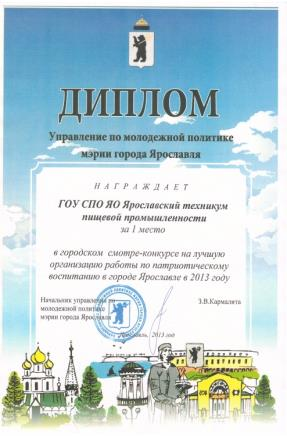 ДИПЛОМ
Управление по молодежной политике
мэрии города Ярославля
НАГРАЖДАЕТ
ГОУ СПО ЯО Ярославский техникум
пищевой промышленности
за 1 место
в городском смотре-конкурсе на лучшую
организацию работы по патриотическому
воспитанию в городе Ярославле в 2013 году
Начальник управления по
молодежной политике
мэрии города Ярославля
З.В.Кармалита
Ярославль, 2013 год